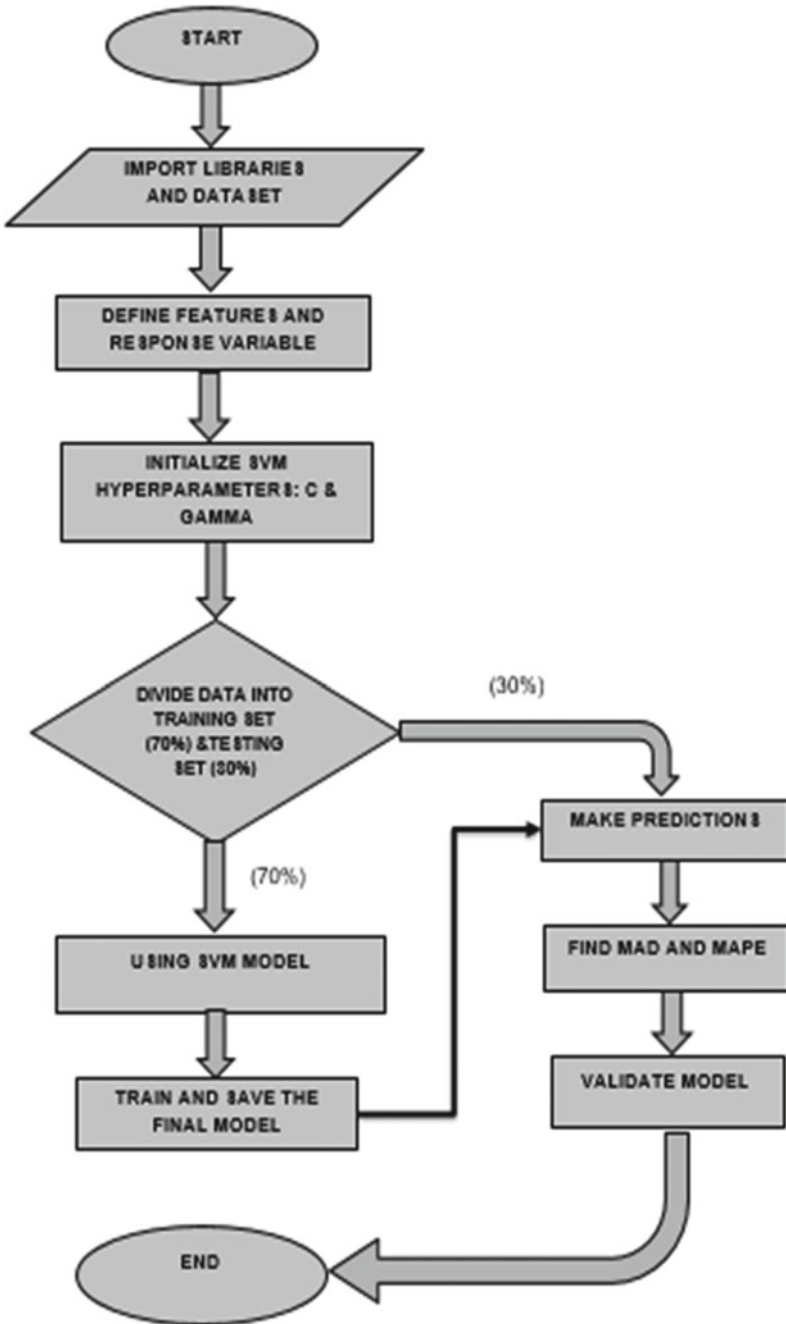 START
IMPORT LIBRARIES
AND DATASET
DEFINE FEATURES AND
RESPONSE VARIABLE
INITIALIZE SVM
HYPERPARAMETERS: C &
GAMMA
DIVIDE DATA INTO
TRAINING SET
(70%) &TESTING
SET (30%)
(30%)
(70%)
USING SVM MODEL
TRAIN AND SAVE THE
FINAL MODEL
MAKE PREDICTIONS
FIND MAD AND MAPE
VALIDATE MODEL
END